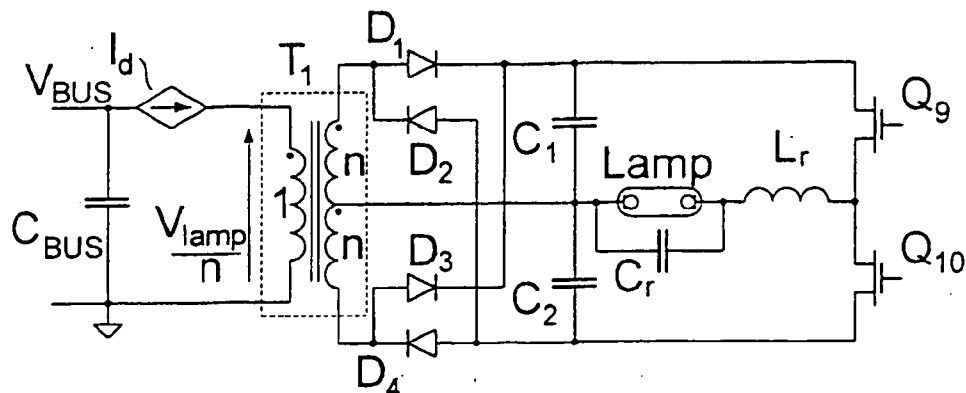 V_BUS
I_d
T_1
D_1
D_2
C_1
Lamp
L_r
Q_9
C_BUS
V_lamp
n
1
n
n
D_3
D_4
C_2
C_r
Q_10